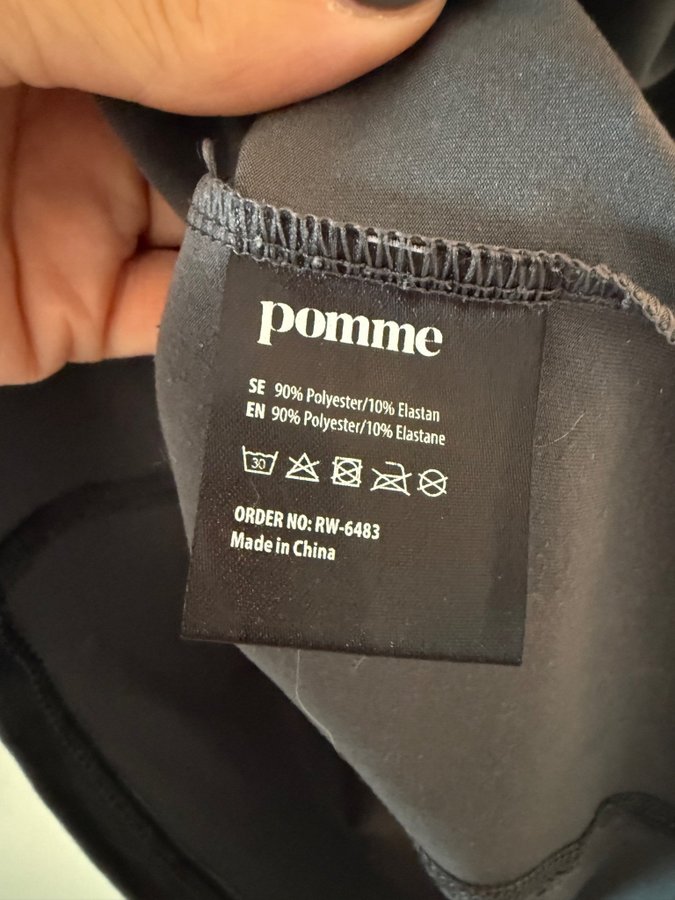 pomme
SE 90% Polyester/10% Elastan
EN 90% Polyester/10% Elastane
30
ORDER NO: RW-6483
Made in China